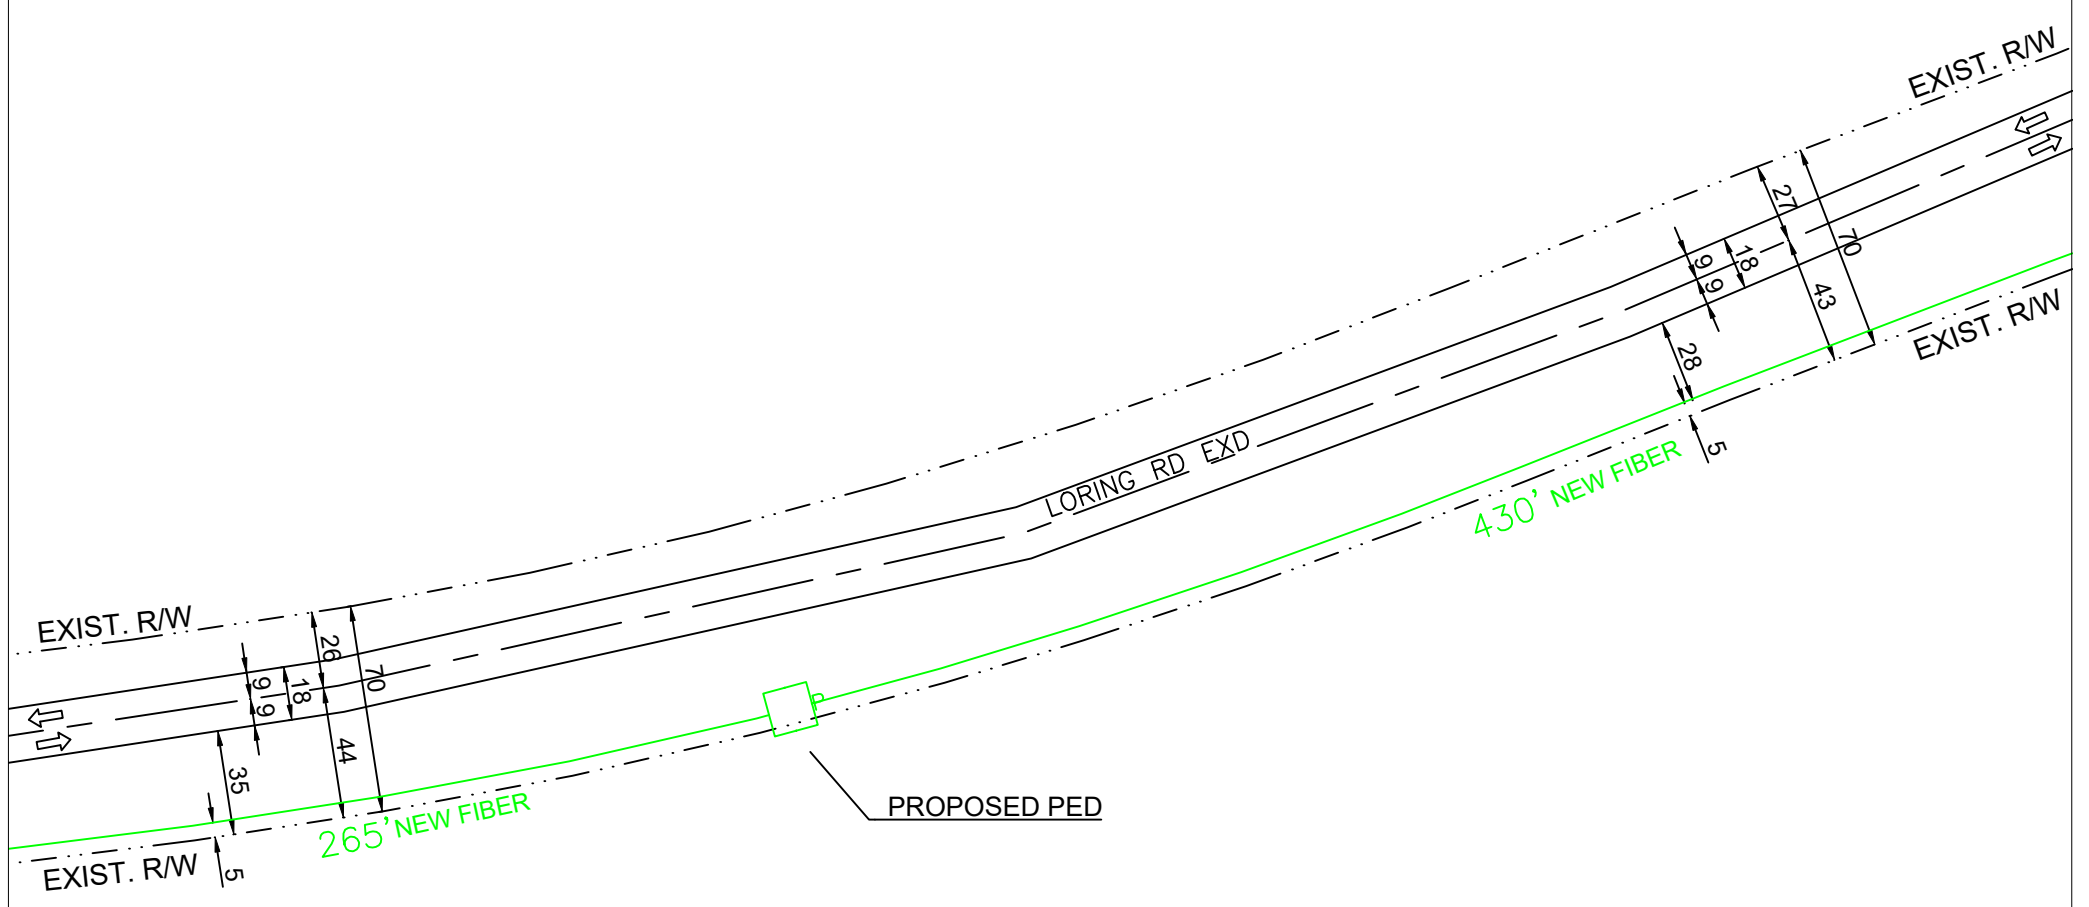 EXIST. R/W
27
70
9
18
9
43
EXIST. R/W
28
5
LORING RD EXD
430' NEW FIBER
EXIST. R/W
26
70
9
18
9
44
35
P
265' NEW FIBER
PROPOSED PED
EXIST. R/W
5